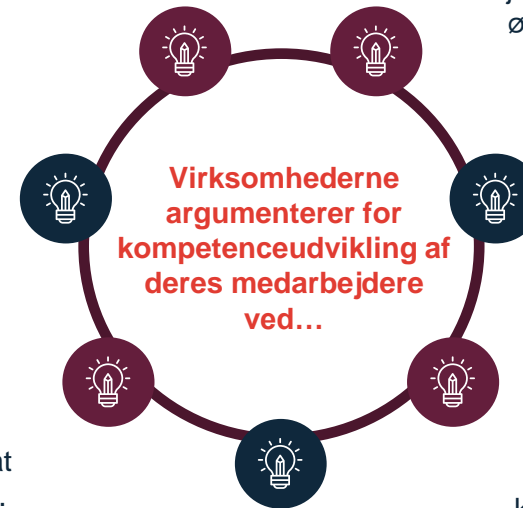 Virksomhederne
argumenterer for
kompetenceudvikling af
deres medarbejdere
ved…